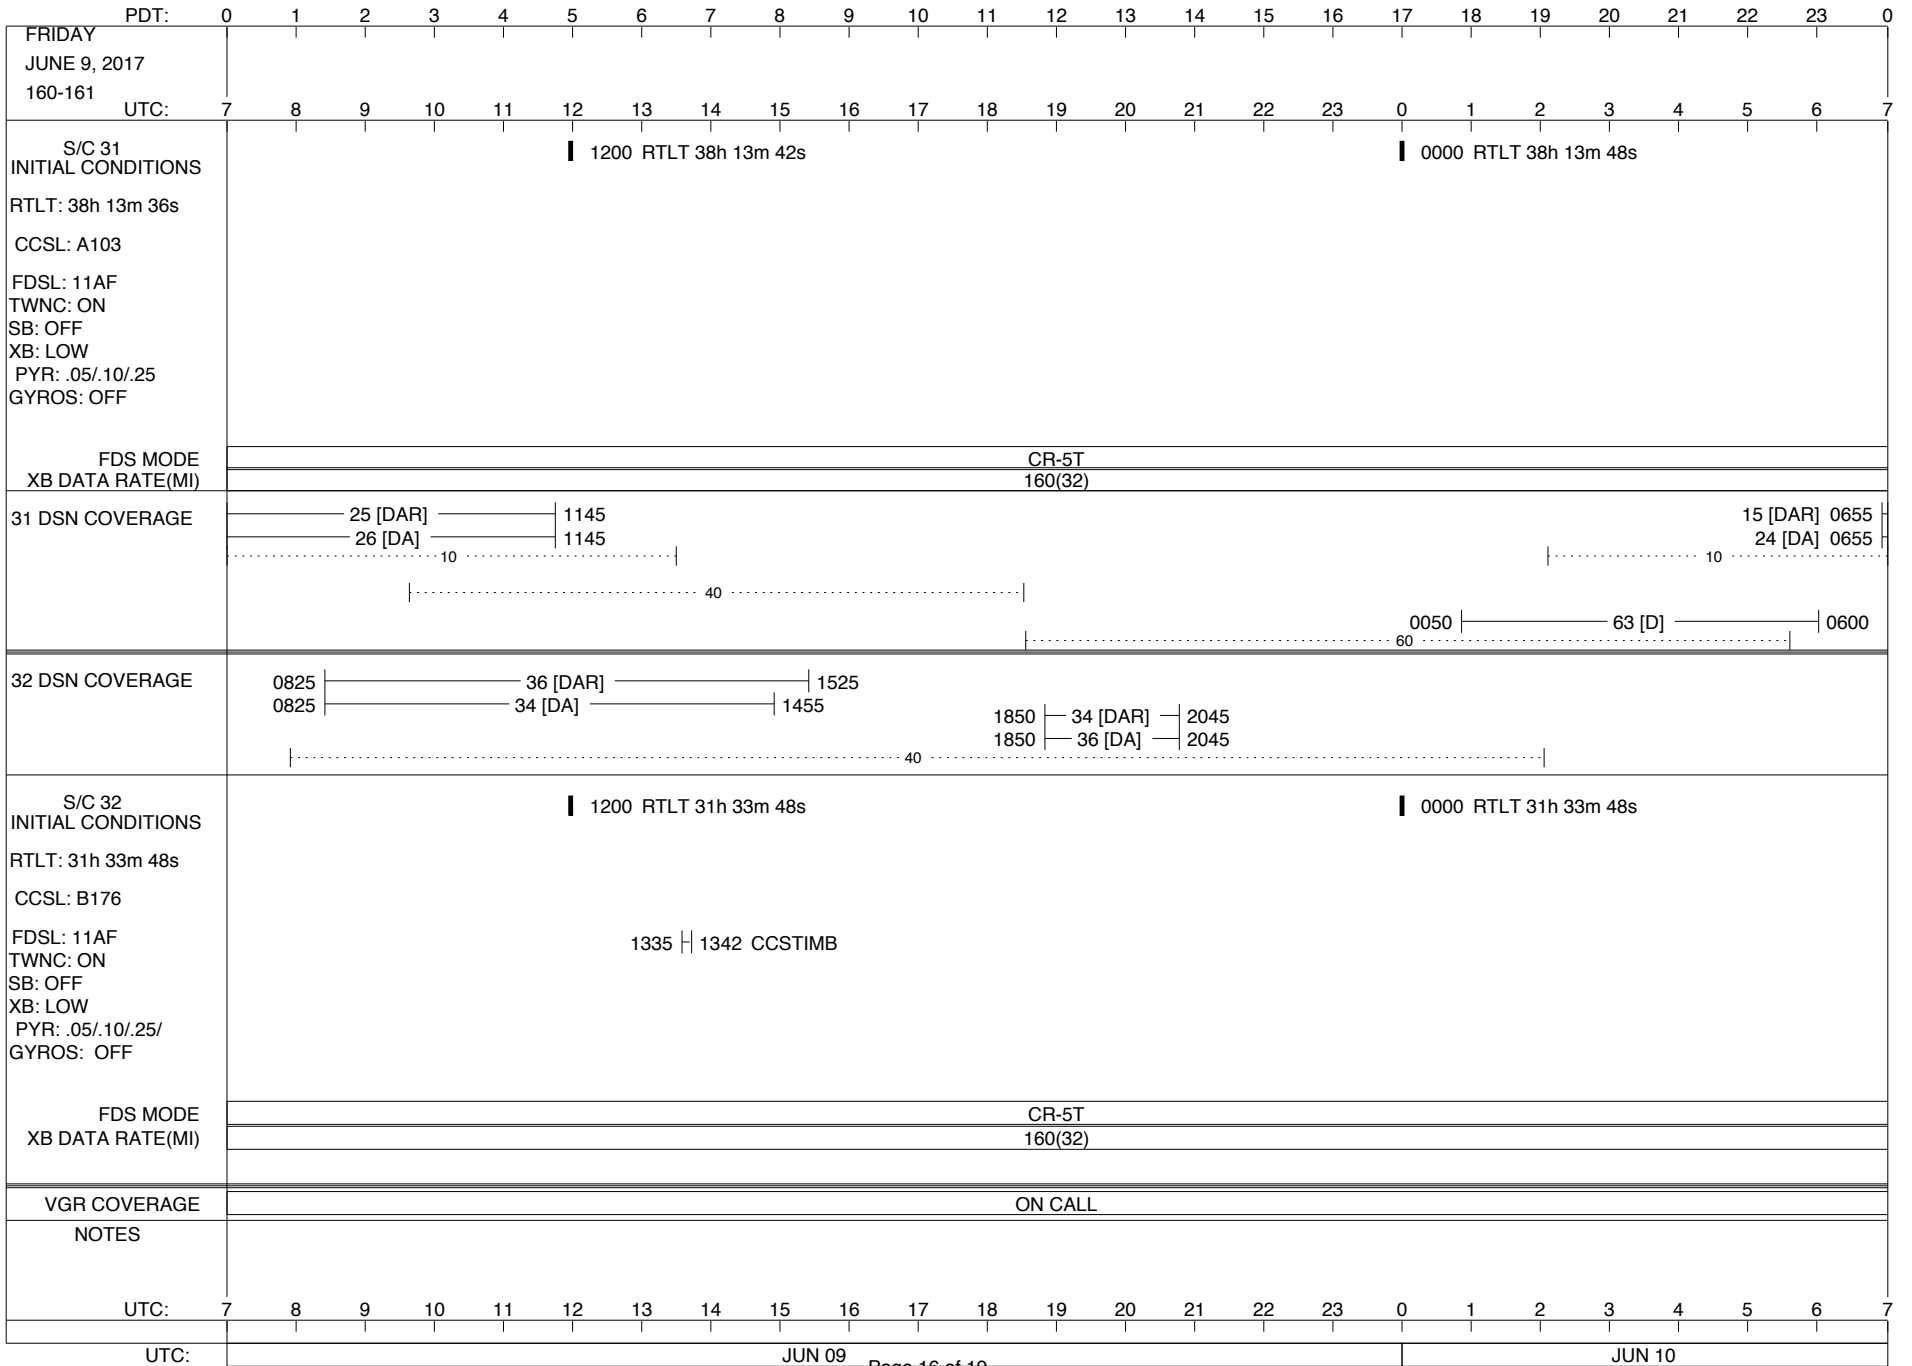 PDT: 0 1 2 3 4 5 6 7 8 9 10 11 12 13 14 15 16 17 18 19 20 21 22 23 0
FRIDAY
JUNE 9, 2017
160-161
UTC: 7 8 9 10 11 12 13 14 15 16 17 18 19 20 21 22 23 0 1 2 3 4 5 6 7
S/C 31
INITIAL CONDITIONS
1200 RTLT 38h 13m 42s
0000 RTLT 38h 13m 48s
RTLT: 38h 13m 36s
CCSL: A103
FDSL: 11AF
TWNC: ON
SB: OFF
XB: LOW
PYR: .05/.10/.25
GYROS: OFF
FDS MODE CR-5T
XB DATA RATE(MI) 160(32)
31 DSN COVERAGE
25 [DAR] 1145 15 [DAR] 0655
26 [DA] 1145 24 [DA] 0655
10 10
40
0050 63 [D] 0600
60
32 DSN COVERAGE
0825 36 [DAR] 1525
0825 34 [DA] 1455
1850 34 [DAR] 2045
1850 36 [DA] 2045
40
S/C 32
INITIAL CONDITIONS
1200 RTLT 31h 33m 48s
0000 RTLT 31h 33m 48s
RTLT: 31h 33m 48s
CCSL: B176
FDSL: 11AF
1335 1342 CCSTIMB
TWNC: ON
SB: OFF
XB: LOW
PYR: .05/.10/.25/
GYROS: OFF
FDS MODE CR-5T
XB DATA RATE(MI) 160(32)
VGR COVERAGE ON CALL
NOTES
UTC: 7 8 9 10 11 12 13 14 15 16 17 18 19 20 21 22 23 0 1 2 3 4 5 6 7
UTC: JUN 09 JUN 10
Page 16 of 19